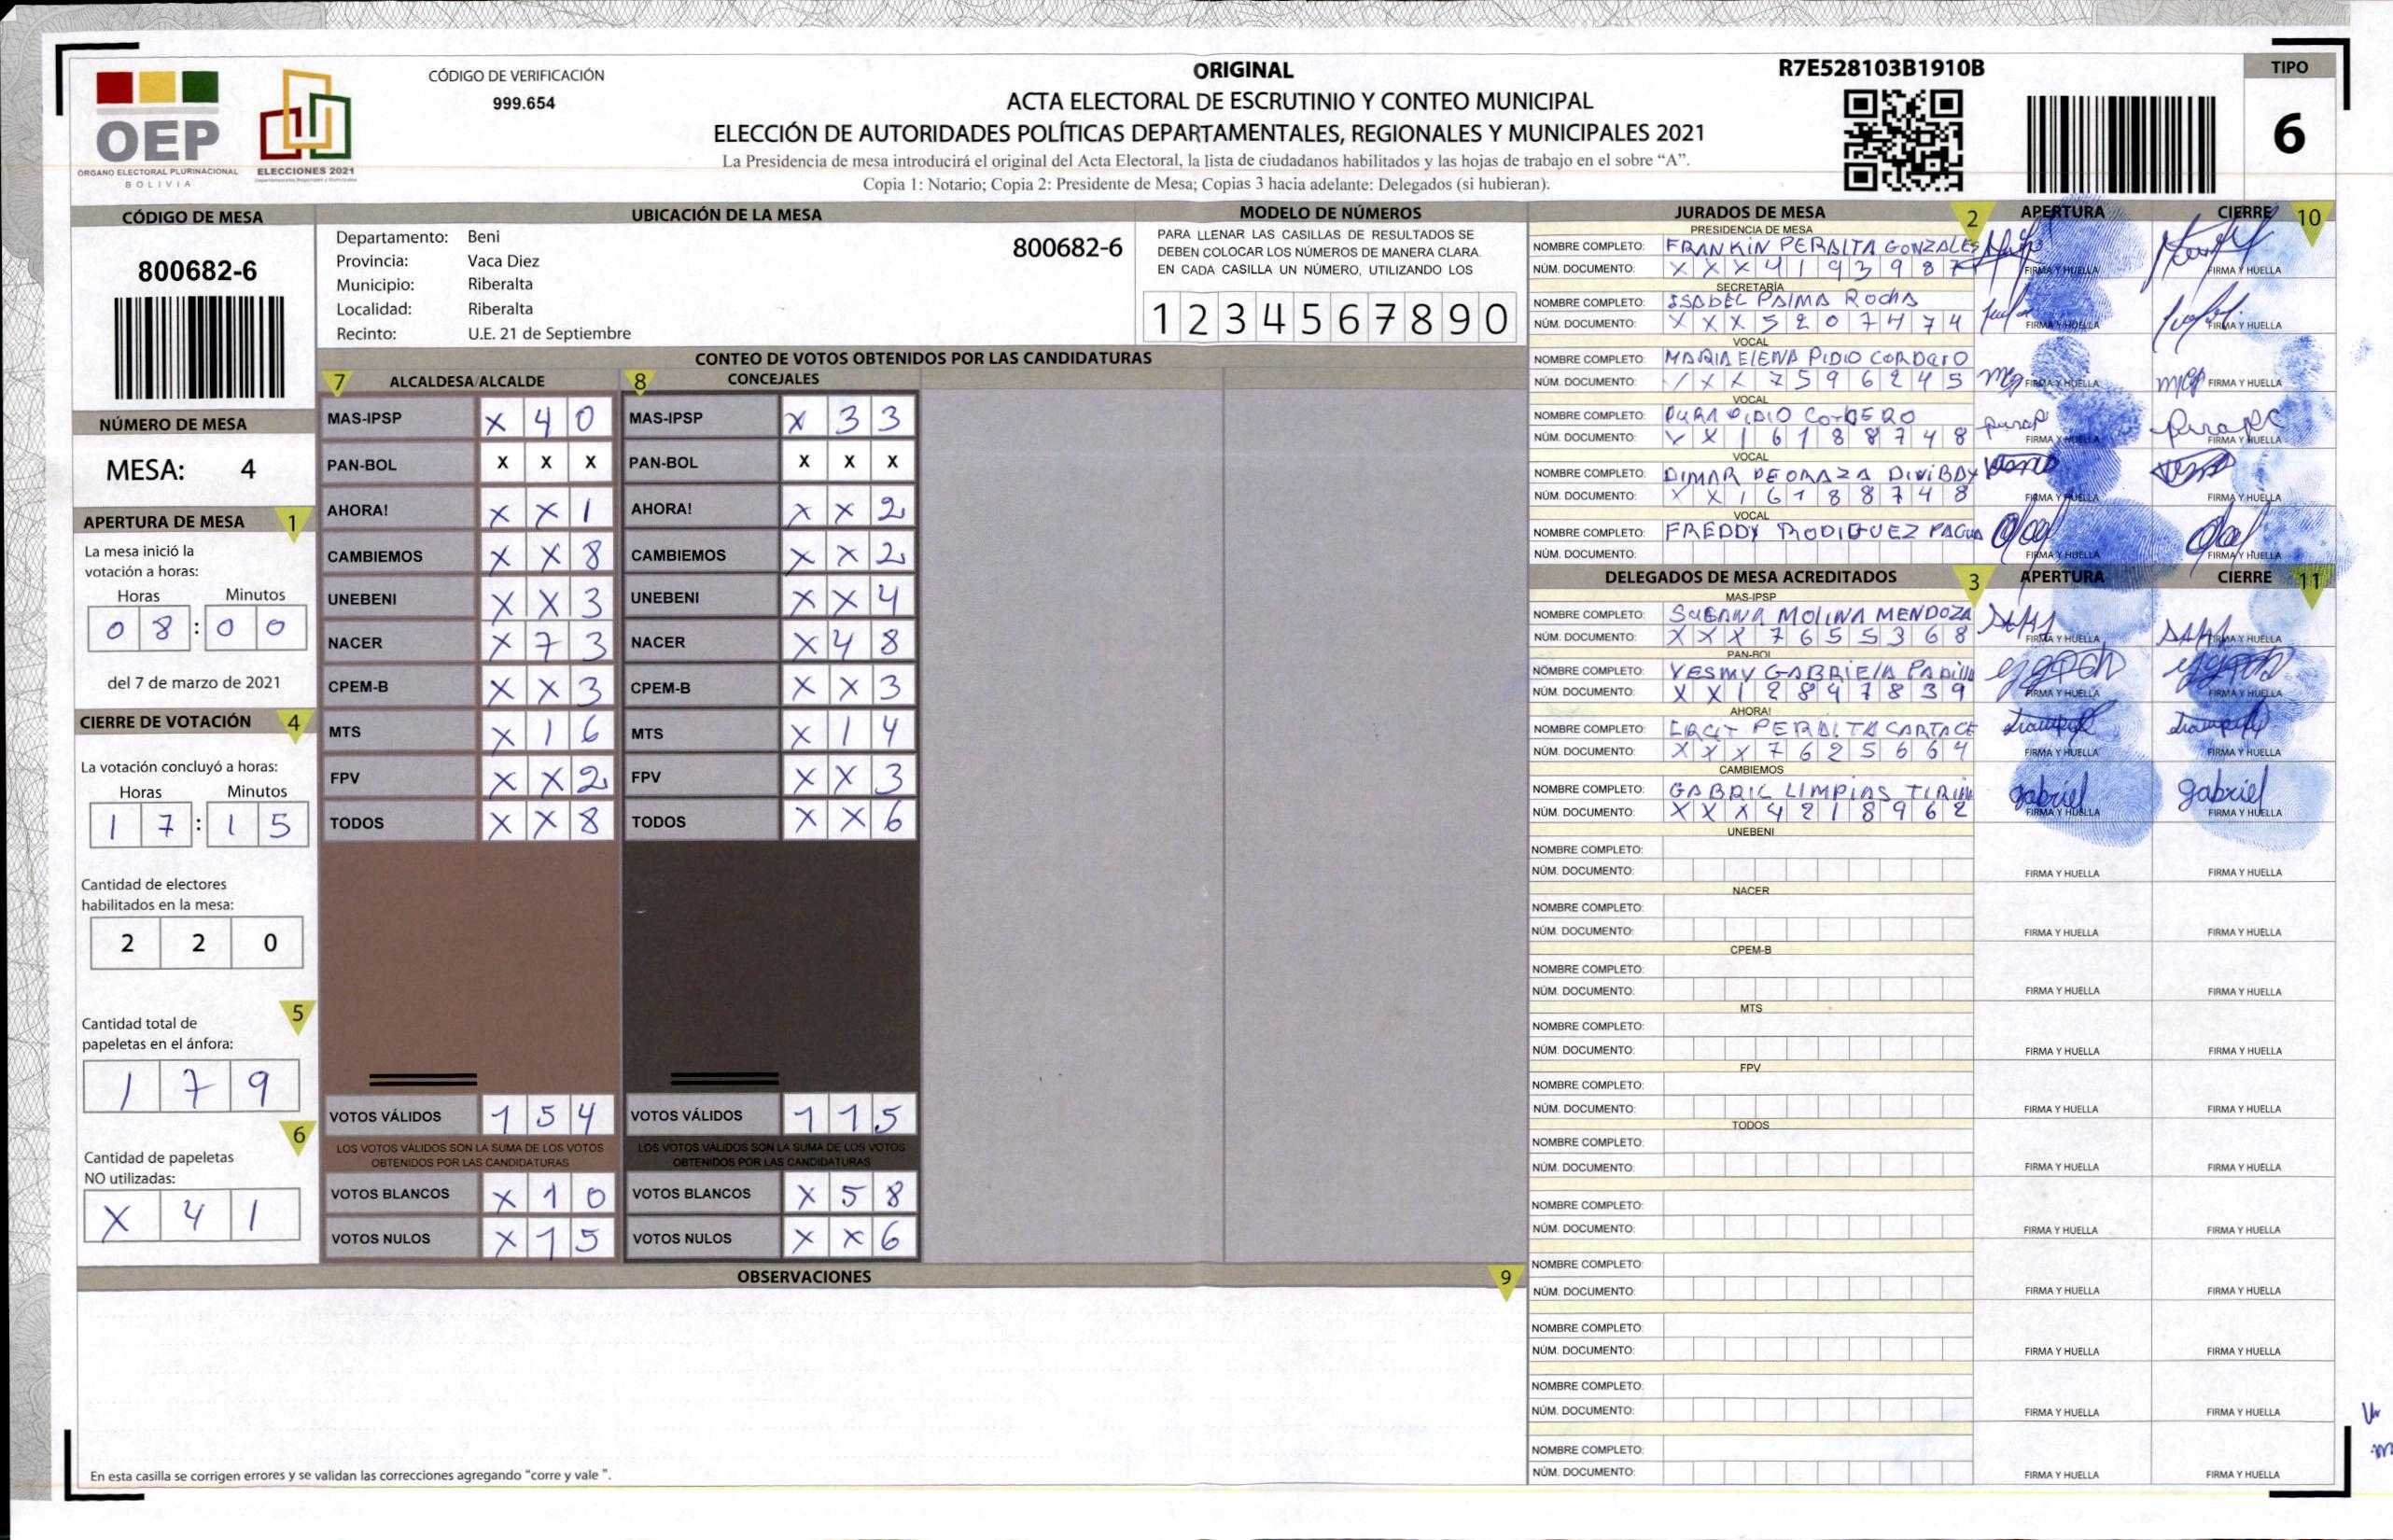 CÓDIGO DE VERIFICACIÓN
999.654
ORIGINAL
ACTA ELECTORAL DE ESCRUTINIO Y CONTEO MUNICIPAL
ELECCIÓN DE AUTORIDADES POLÍTICAS DEPARTAMENTALES, REGIONALES Y MUNICIPALES 2021
La Presidencia de mesa introducirá el original del Acta Electoral, la lista de ciudadanos habilitados y las hojas de trabajo en el sobre “A”.
Copia 1: Notario; Copia 2: Presidente de Mesa; Copias 3 hacia adelante: Delegados (si hubieran).
R7E528103B1910B
TIPO
6
OEP
ÓRGANO ELECTORAL PLURINACIONAL
BOLIVIA
ELECCIONES 2021
CÓDIGO DE MESA
800682-6
NÚMERO DE MESA
MESA: 4
APERTURA DE MESA 1
La mesa inició la
votación a horas:
Horas Minutos
0 8 : 0 0
del 7 de marzo de 2021
CIERRE DE VOTACIÓN 4
La votación concluyó a horas:
Horas Minutos
1 7 : 1 5
Cantidad de electores
habilitados en la mesa:
2 2 0
5
Cantidad total de
papeletas en el ánfora:
1 7 9
6
Cantidad de papeletas
NO utilizadas:
X 4 1
UBICACIÓN DE LA MESA
Departamento: Beni
Provincia: Vaca Diez
Municipio: Riberalta
Localidad: Riberalta
Recinto: U.E. 21 de Septiembre
800682-6
MODELO DE NÚMEROS
PARA LLENAR LAS CASILLAS DE RESULTADOS SE
DEBEN COLOCAR LOS NÚMEROS DE MANERA CLARA.
EN CADA CASILLA UN NÚMERO, UTILIZANDO LOS
1 2 3 4 5 6 7 8 9 0
CONTEO DE VOTOS OBTENIDOS POR LAS CANDIDATURAS
7 ALCALDESA/ALCALDE 8 CONCEJALES
MAS-IPSP X 4 0 MAS-IPSP X 3 3
PAN-BOL X X X PAN-BOL X X X
AHORA! X X 1 AHORA! X X 2
CAMBIEMOS X X 8 CAMBIEMOS X X 2
UNEBENI X X 3 UNEBENI X X 4
NACER X 7 3 NACER X 4 8
CPEM-B X X 3 CPEM-B X X 3
MTS X 1 6 MTS X 1 4
FPV X X 2 FPV X X 3
TODOS X X 8 TODOS X X 6
VOTOS VÁLIDOS 1 5 4 VOTOS VÁLIDOS 1 1 5
LOS VOTOS VÁLIDOS SON LA SUMA DE LOS VOTOS LOS VOTOS VÁLIDOS SON LA SUMA DE LOS VOTOS
OBTENIDOS POR LAS CANDIDATURAS OBTENIDOS POR LAS CANDIDATURAS
VOTOS BLANCOS X 1 0 VOTOS BLANCOS X 5 8
VOTOS NULOS X 1 5 VOTOS NULOS X X 6
OBSERVACIONES 9
En esta casilla se corrigen errores y se validan las correcciones agregando “corre y vale ”.
JURADOS DE MESA 2 APERTURA CIERRE 10
PRESIDENCIA DE MESA
NOMBRE COMPLETO: FRANKIN PERALTA GONZALES
NÚM. DOCUMENTO: X X X 4 1 9 3 9 8 7 FIRMA Y HUELLA FIRMA Y HUELLA
SECRETARÍA
NOMBRE COMPLETO: ISABEL PAIMA ROCHA
NÚM. DOCUMENTO: X X X 5 2 0 7 4 7 4 FIRMA Y HUELLA FIRMA Y HUELLA
VOCAL
NOMBRE COMPLETO: MARIA ELENA PIDIO CORDERO
NÚM. DOCUMENTO: X X X 7 5 9 6 2 4 5 FIRMA Y HUELLA FIRMA Y HUELLA
VOCAL
NOMBRE COMPLETO: PURA PIDIO CORDERO
NÚM. DOCUMENTO: X X 1 6 1 8 8 7 4 8 FIRMA Y HUELLA FIRMA Y HUELLA
VOCAL
NOMBRE COMPLETO: DIMAR
NÚM. DOCUMENTO: X X 1 6 1 8 8 7 4 8 FIRMA Y HUELLA FIRMA Y HUELLA
VOCAL
NOMBRE COMPLETO: FREDDY RODIGUEZ
NÚM. DOCUMENTO: FIRMA Y HUELLA FIRMA Y HUELLA
DELEGADOS DE MESA ACREDITADOS 3 APERTURA CIERRE 11
MAS-IPSP
NOMBRE COMPLETO: SUSANA MOLINA MENDOZA
NÚM. DOCUMENTO: X X X 7 6 5 5 3 6 8 FIRMA Y HUELLA FIRMA Y HUELLA
PAN-BOL
NOMBRE COMPLETO: YESMY GABRIELA PADILLA
NÚM. DOCUMENTO: X X 1 2 8 4 7 8 3 9 FIRMA Y HUELLA FIRMA Y HUELLA
AHORA!
NOMBRE COMPLETO: PERALTA
NÚM. DOCUMENTO: X X X 7 6 2 5 6 6 4 FIRMA Y HUELLA FIRMA Y HUELLA
CAMBIEMOS
NOMBRE COMPLETO: GABRIL LIMPIAS
NÚM. DOCUMENTO: X X X 4 2 1 8 9 6 2 gabriel FIRMA Y HUELLA gabriel FIRMA Y HUELLA
UNEBENI
NOMBRE COMPLETO:
NÚM. DOCUMENTO: FIRMA Y HUELLA FIRMA Y HUELLA
NACER
NOMBRE COMPLETO:
NÚM. DOCUMENTO: FIRMA Y HUELLA FIRMA Y HUELLA
CPEM-B
NOMBRE COMPLETO:
NÚM. DOCUMENTO: FIRMA Y HUELLA FIRMA Y HUELLA
MTS
NOMBRE COMPLETO:
NÚM. DOCUMENTO: FIRMA Y HUELLA FIRMA Y HUELLA
FPV
NOMBRE COMPLETO:
NÚM. DOCUMENTO: FIRMA Y HUELLA FIRMA Y HUELLA
TODOS
NOMBRE COMPLETO:
NÚM. DOCUMENTO: FIRMA Y HUELLA FIRMA Y HUELLA
NOMBRE COMPLETO:
NÚM. DOCUMENTO: FIRMA Y HUELLA FIRMA Y HUELLA
NOMBRE COMPLETO:
NÚM. DOCUMENTO: FIRMA Y HUELLA FIRMA Y HUELLA
NOMBRE COMPLETO:
NÚM. DOCUMENTO: FIRMA Y HUELLA FIRMA Y HUELLA
NOMBRE COMPLETO:
NÚM. DOCUMENTO: FIRMA Y HUELLA FIRMA Y HUELLA
NOMBRE COMPLETO:
NÚM. DOCUMENTO: FIRMA Y HUELLA FIRMA Y HUELLA